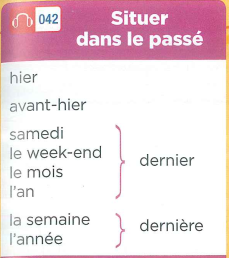 042
Situer
dans le passé
hier
avant-hier
samedi
le week-end
le mois
l'an
dernier
la semaine
l'année
dernière